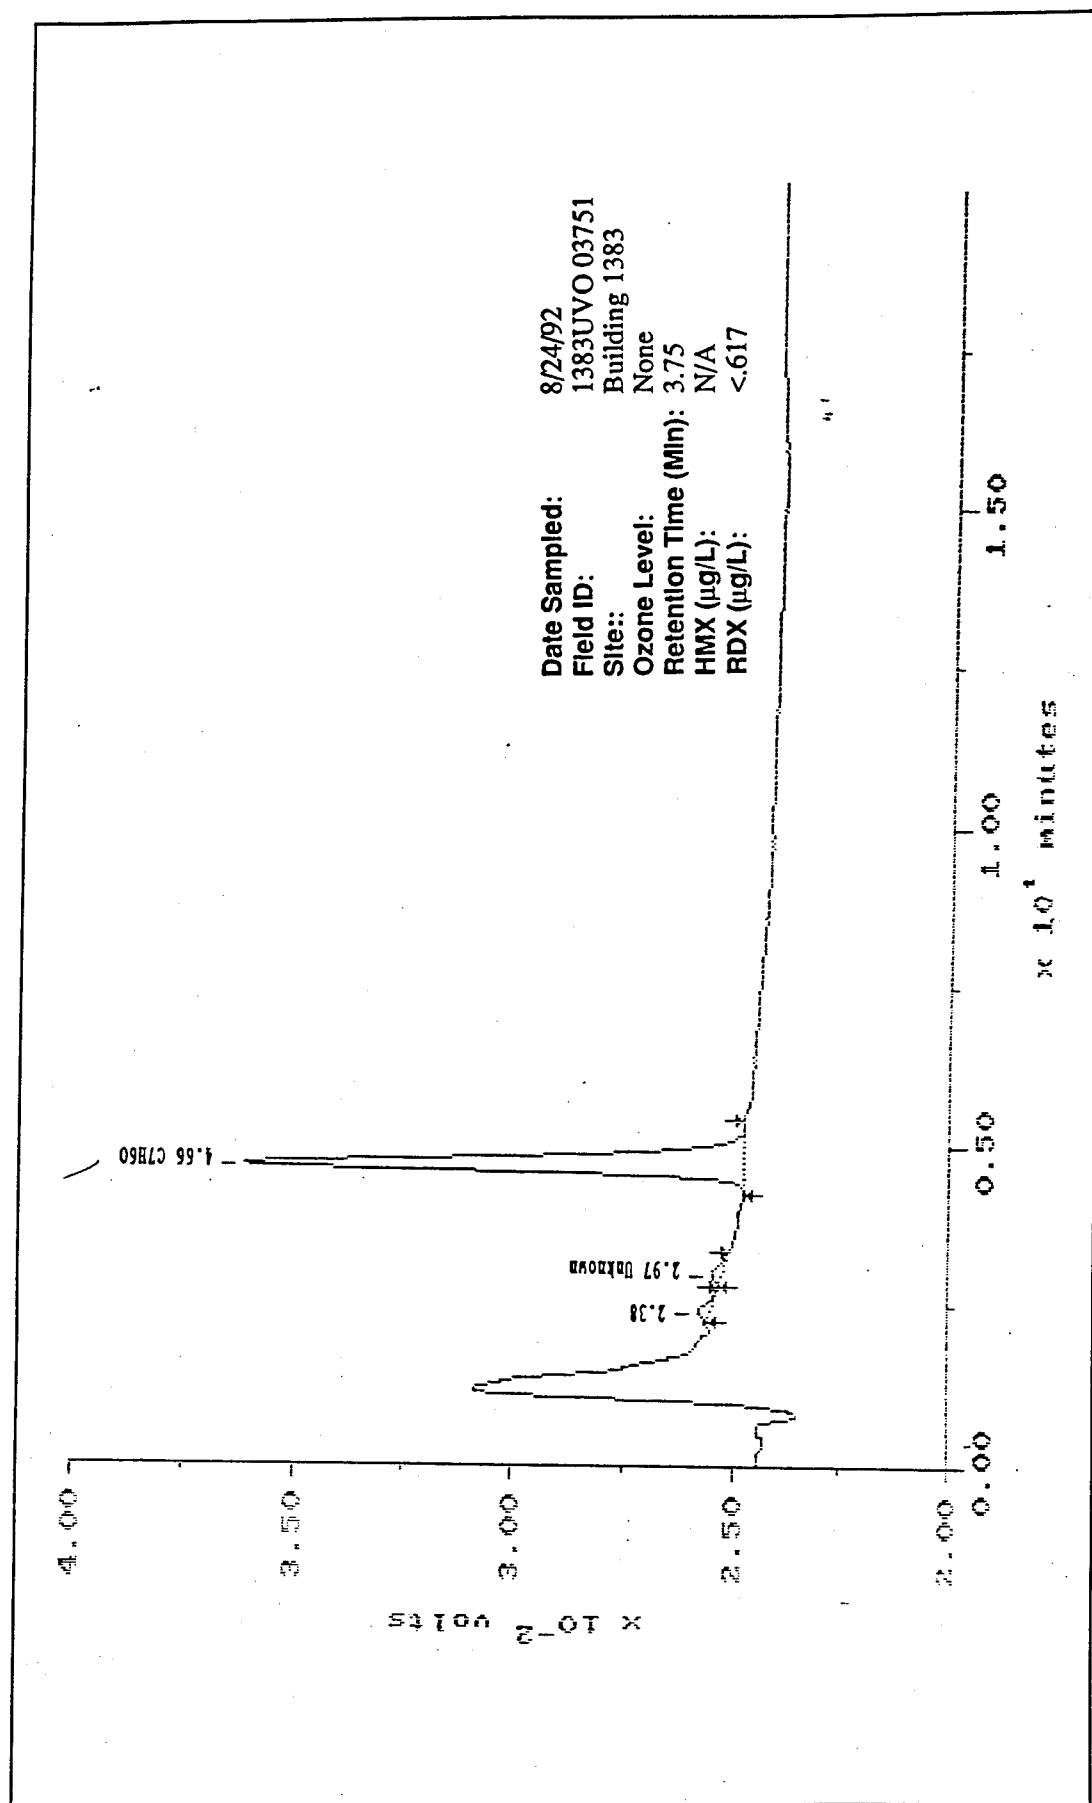 4.66 C7H6O
2.97 Unknown
2.38
Date Sampled: 8/24/92
Field ID: 1383UVO 03751
Site:: Building 1383
Ozone Level: None
Retention Time (Min): 3.75
HMX (µg/L): N/A
RDX (µg/L): <.617
x 10⁻² volts
4.00
3.50
3.00
2.50
2.00
0.00
0.50
1.00
1.50
x 10¹ minutes